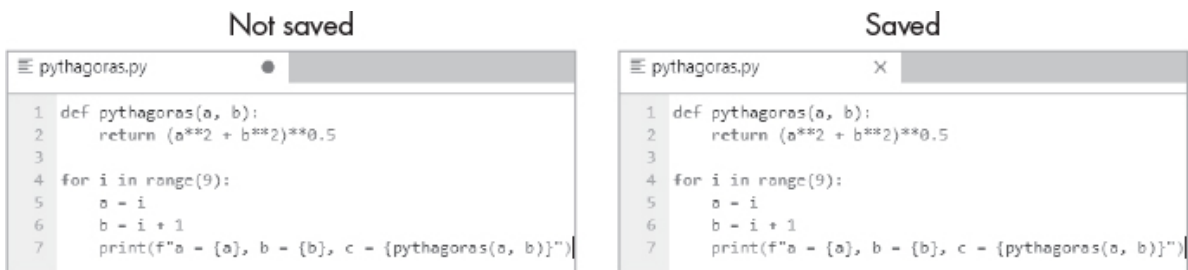 Not saved
pythagoras.py
1 def pythagoras(a, b):
2     return (a**2 + b**2)**0.5
3
4 for i in range(9):
5     a = i
6     b = i + 1
7     print(f"a = {a}, b = {b}, c = {pythagoras(a, b)}")
Saved
pythagoras.py
1 def pythagoras(a, b):
2     return (a**2 + b**2)**0.5
3
4 for i in range(9):
5     a = i
6     b = i + 1
7     print(f"a = {a}, b = {b}, c = {pythagoras(a, b)}")